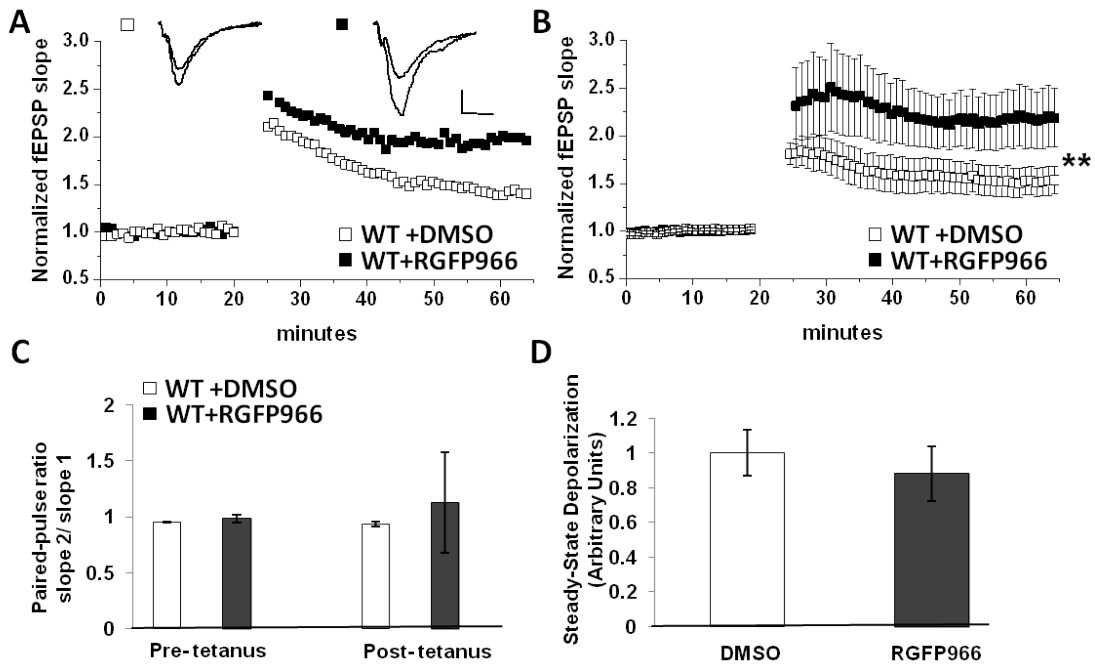 A
3.0
2.5
2.0
1.5
1.0
0.5
Normalized fEPSP slope
WT +DMSO
WT+RGFP966
0 10 20 30 40 50 60
minutes
B
3.0
2.5
2.0
1.5
1.0
0.5
Normalized fEPSP slope
**
WT +DMSO
WT+RGFP966
0 10 20 30 40 50 60
minutes
C
WT +DMSO
WT+RGFP966
2
1.5
1
0.5
0
Paired-pulse ratio
slope 2/ slope 1
Pre-tetanus Post-tetanus
D
1.2
1
0.8
0.6
0.4
0.2
0
Steady-State Depolarization
(Arbitrary Units)
DMSO RGFP966